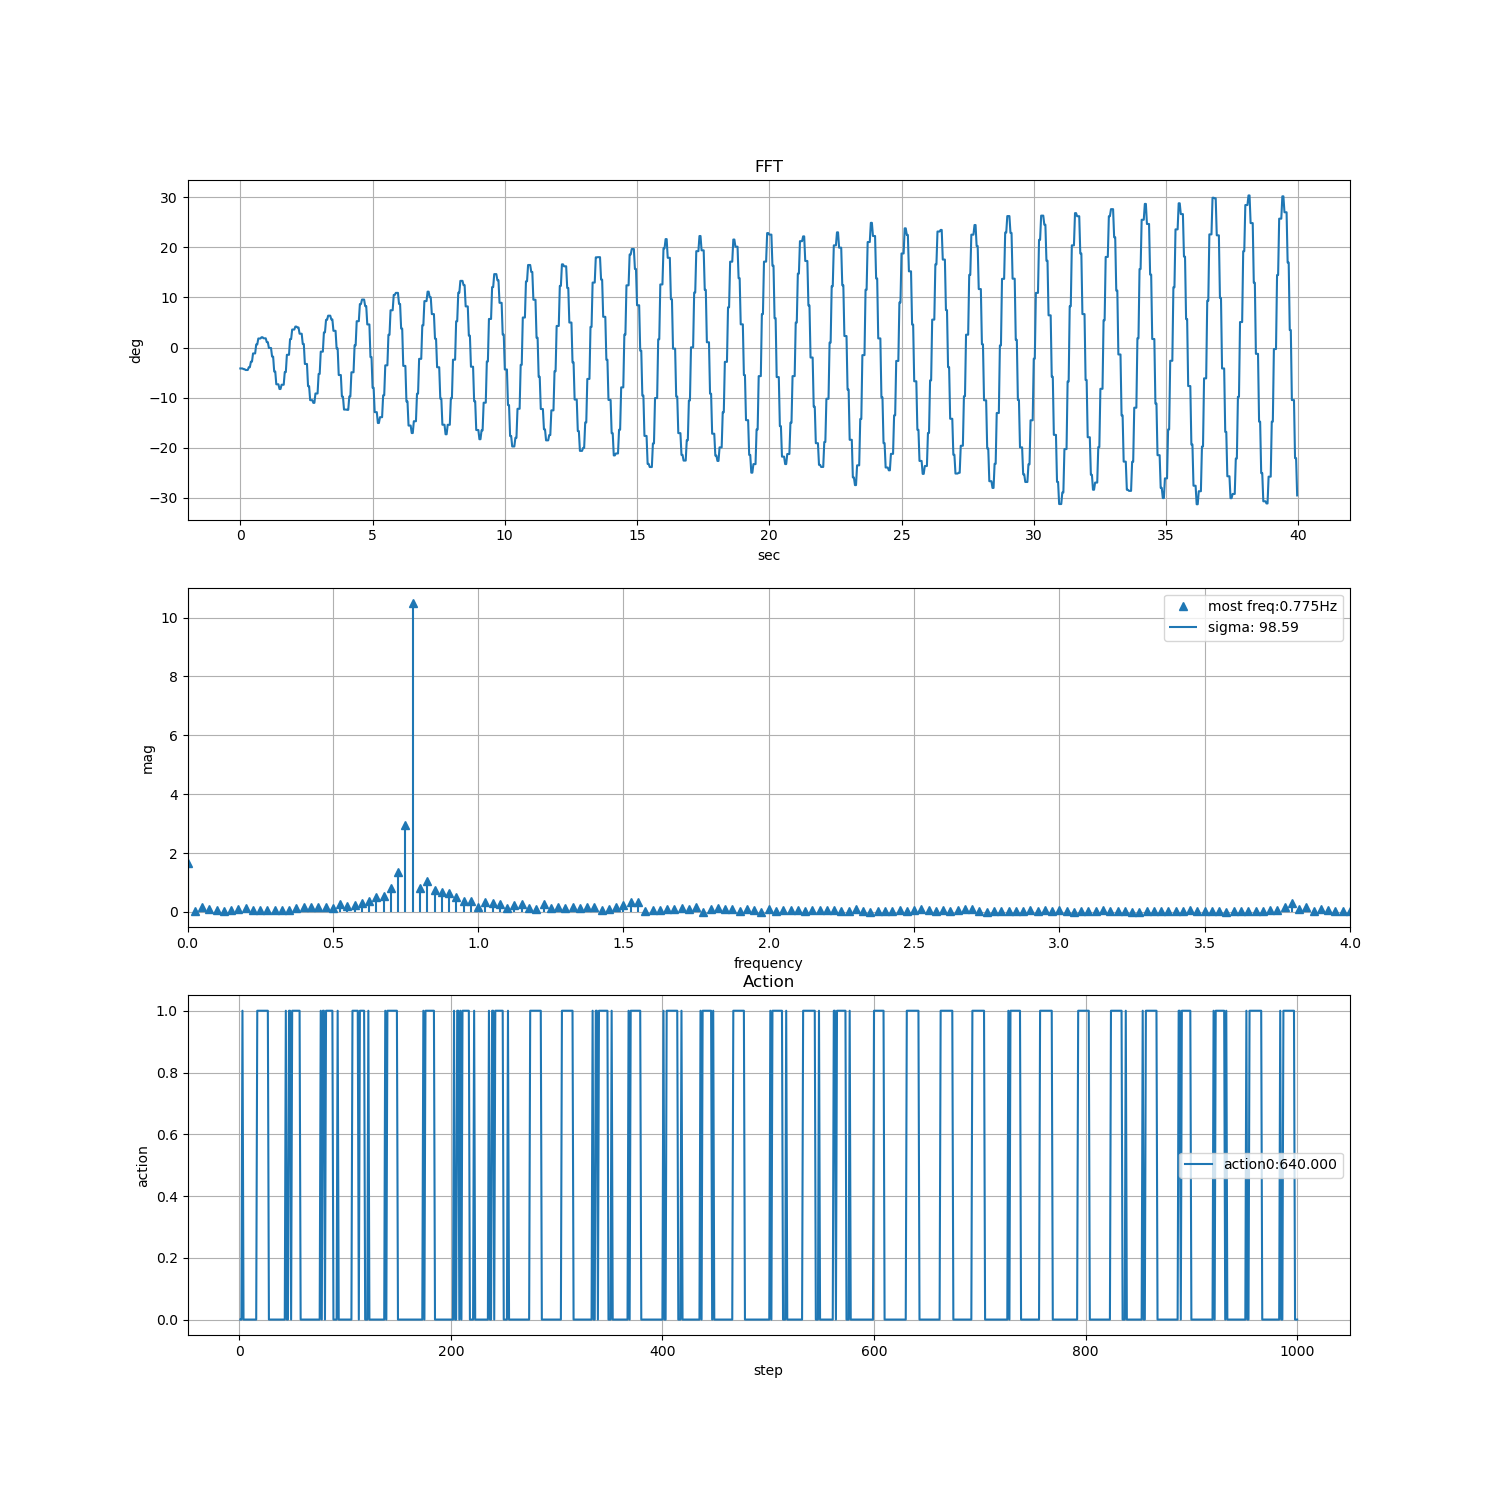 FFT
30
20
10
0
−10
−20
−30
deg
0 5 10 15 20 25 30 35 40
sec
most freq:0.775Hz
sigma: 98.59
10
8
6
4
2
0
mag
0.0 0.5 1.0 1.5 2.0 2.5 3.0 3.5 4.0
frequency
Action
1.0
0.8
0.6
0.4
0.2
0.0
action
action0:640.000
0 200 400 600 800 1000
step